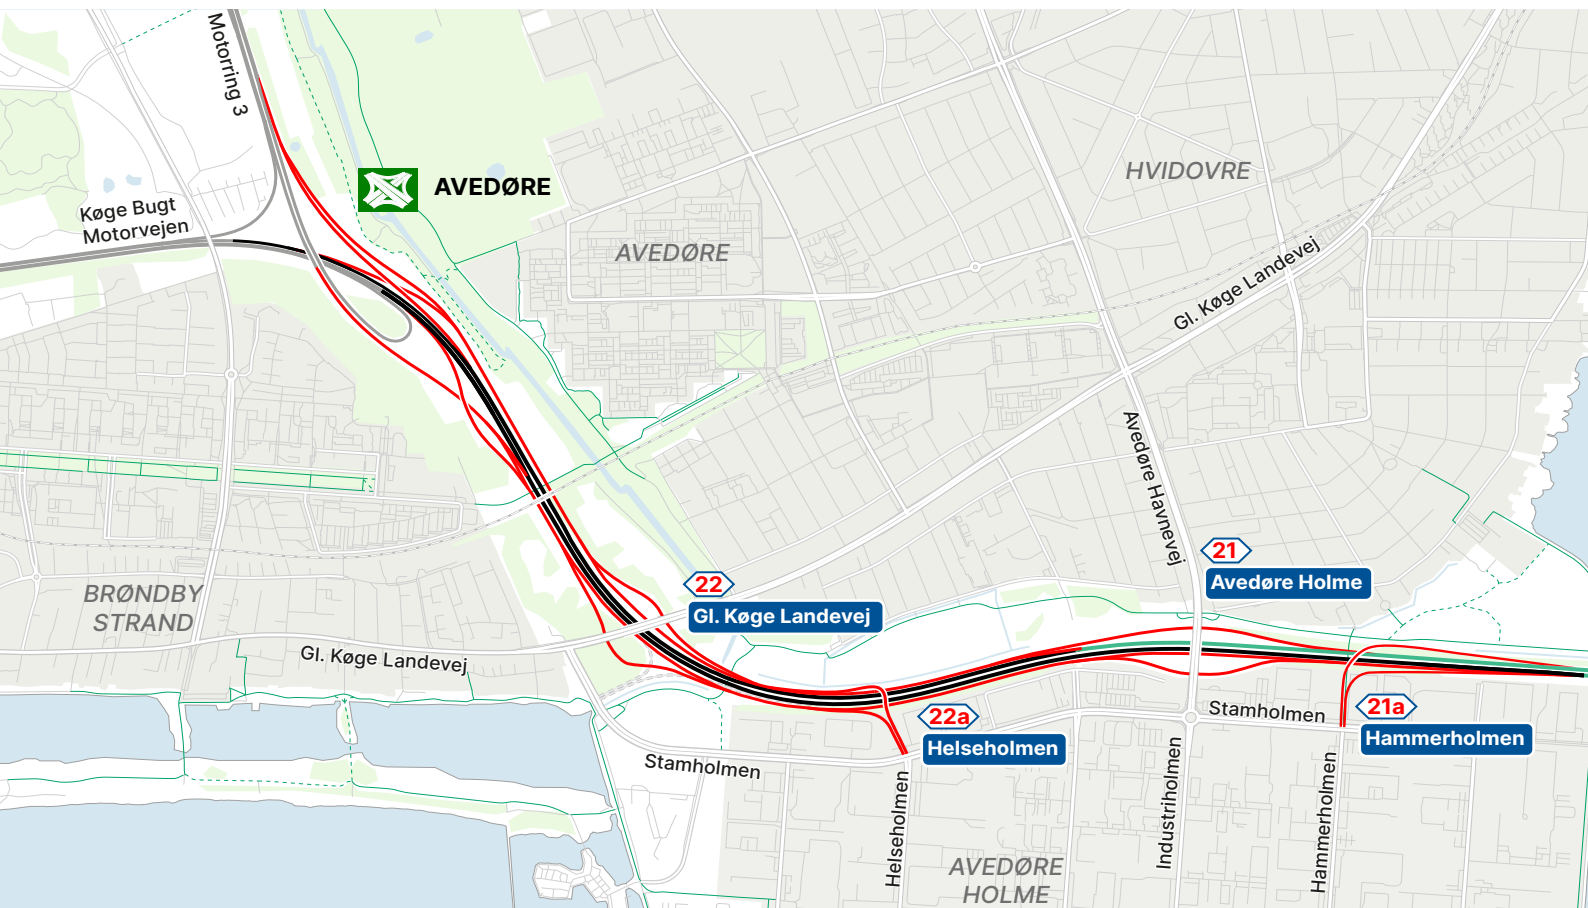 Motorring 3
Køge Bugt
Motorvejen
AVEDØRE
AVEDØRE
HVIDOVRE
Gl. Køge Landevej
Avedøre Havnevej
21
Avedøre Holme
22
Gl. Køge Landevej
BRØNDBY
STRAND
Gl. Køge Landevej
22a
Helseholmen
Stamholmen
21a
Hammerholmen
Stamholmen
Helseholmen
Industriholmen
Hammerholmen
AVEDØRE
HOLME